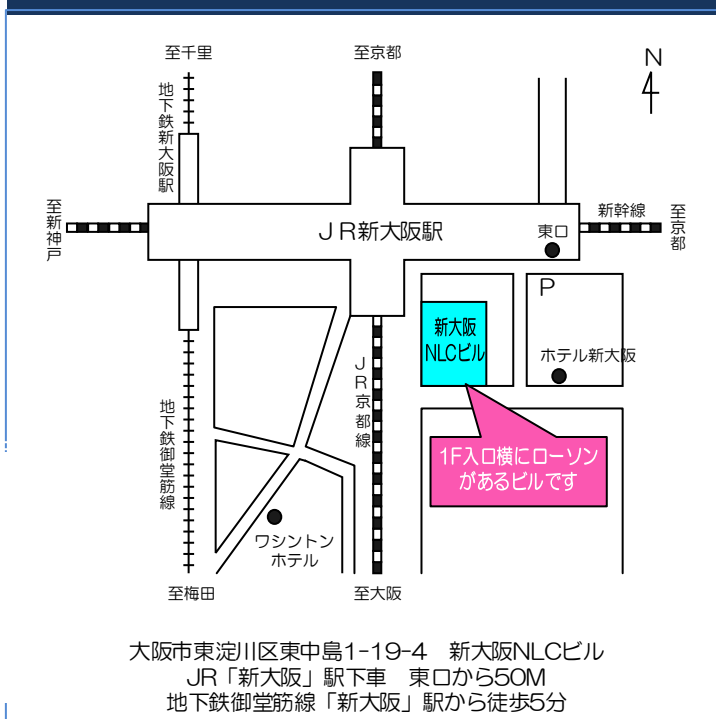 至千里
至京都
N
地下鉄新大阪駅
至新神戸
JR新大阪駅
東口
新幹線
至京都
P
新大阪
NLCビル
ホテル新大阪
JR京都線
地下鉄御堂筋線
1F入口横にローソン
があるビルです
ワシントン
ホテル
至梅田
至大阪
大阪市東淀川区東中島1-19-4　新大阪NLCビル
JR「新大阪」駅下車　東口から50M
地下鉄御堂筋線「新大阪」駅から徒歩5分